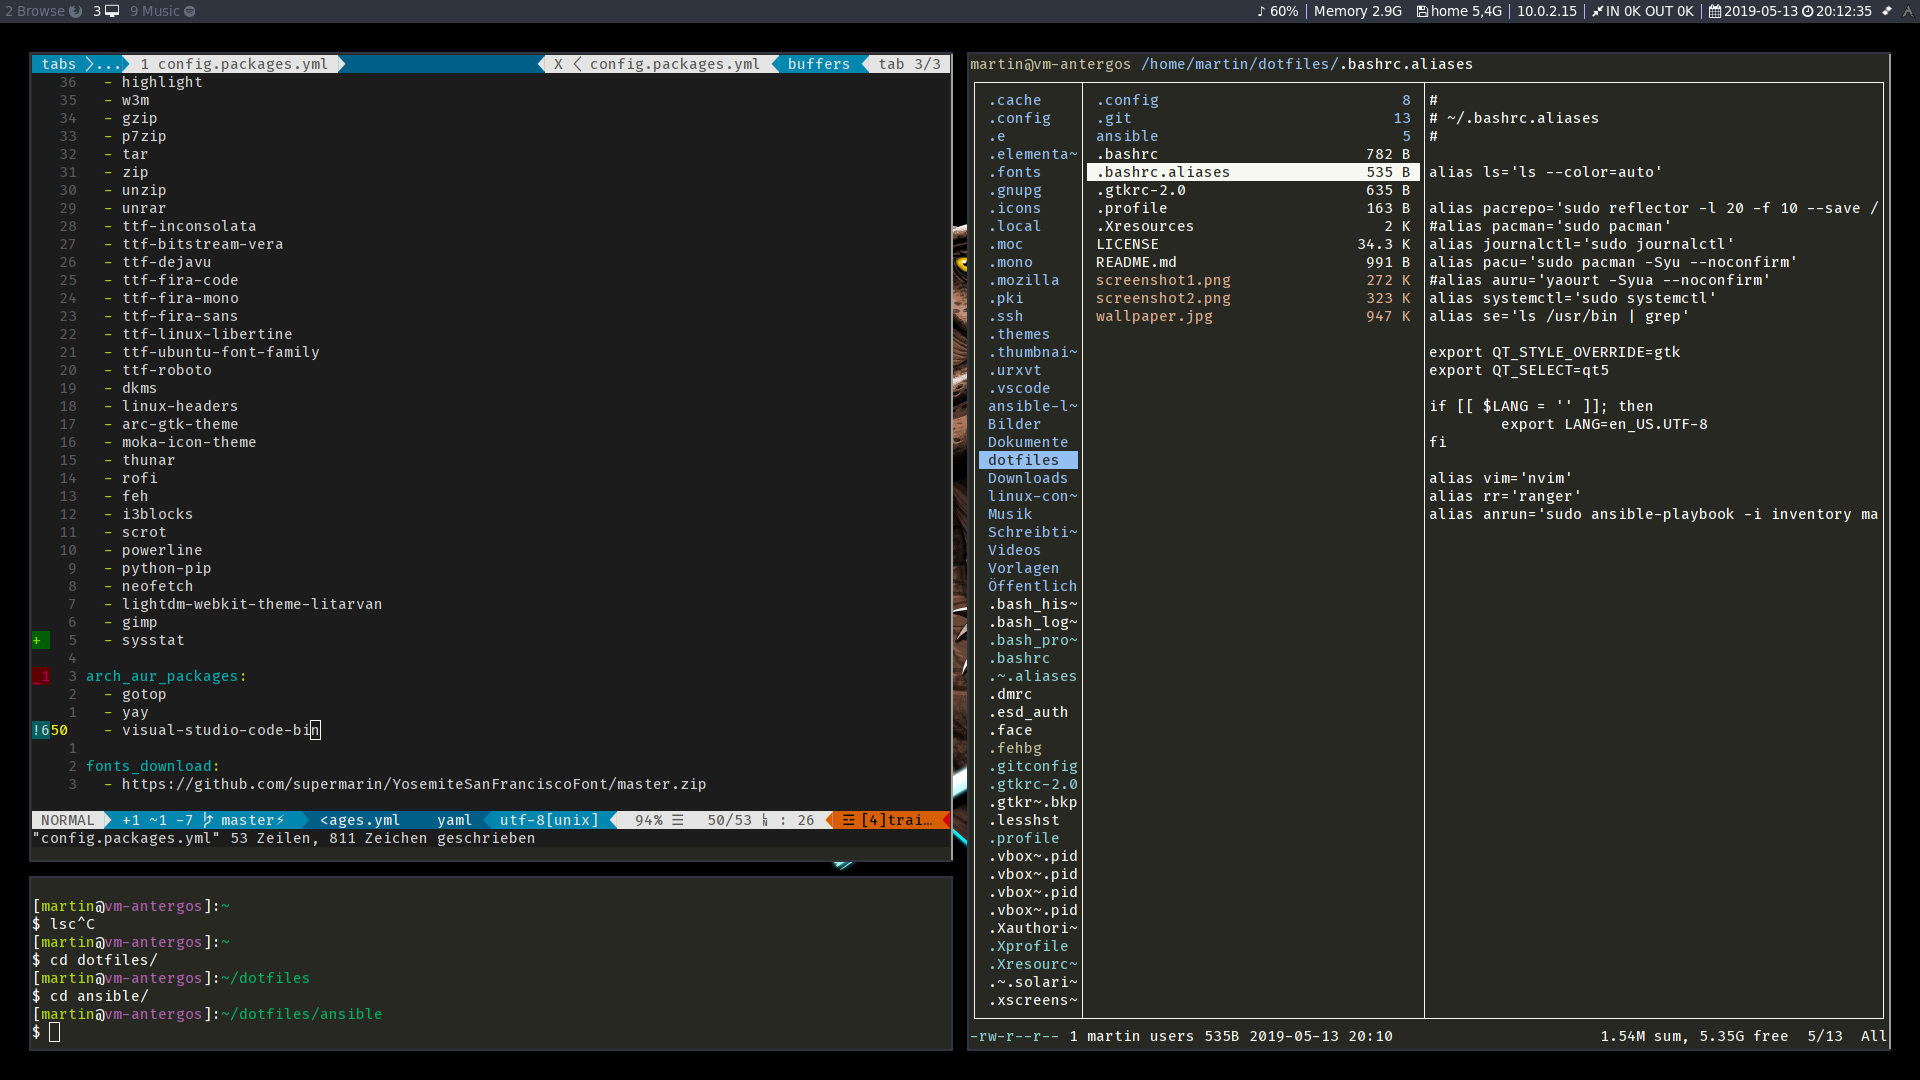 2 Browse 3 9 Music
♪ 60% | Memory 2.9G | home 5,4G | 10.0.2.15 | IN 0K OUT 0K | 2019-05-13 20:12:35
tabs ... 1 config.packages.yml X < config.packages.yml buffers tab 3/3
36 - highlight
35 - w3m
34 - gzip
33 - p7zip
32 - tar
31 - zip
30 - unzip
29 - unrar
28 - ttf-inconsolata
27 - ttf-bitstream-vera
26 - ttf-dejavu
25 - ttf-fira-code
24 - ttf-fira-mono
23 - ttf-fira-sans
22 - ttf-linux-libertine
21 - ttf-ubuntu-font-family
20 - ttf-roboto
19 - dkms
18 - linux-headers
17 - arc-gtk-theme
16 - moka-icon-theme
15 - thunar
14 - rofi
13 - feh
12 - i3blocks
11 - scrot
10 - powerline
9 - python-pip
8 - neofetch
7 - lightdm-webkit-theme-litarvan
6 - gimp
+ 5 - sysstat
4
_1 3 arch_aur_packages:
2 - gotop
1 - yay
!650 - visual-studio-code-bin
1
2 fonts_download:
3 - https://github.com/supermarin/YosemiteSanFranciscoFont/master.zip
NORMAL +1 ~1 -7 master⚡ <ages.yml yaml utf-8[unix] 94% ☰ 50/53 : 26 ☲ [4]trai…
"config.packages.yml" 53 Zeilen, 811 Zeichen geschrieben
[martin@vm-antergos]:~
$ lsc^C
[martin@vm-antergos]:~
$ cd dotfiles/
[martin@vm-antergos]:~/dotfiles
$ cd ansible/
[martin@vm-antergos]:~/dotfiles/ansible
$
martin@vm-antergos /home/martin/dotfiles/.bashrc.aliases
.cache
.config
.e
.elementa~
.fonts
.gnupg
.icons
.local
.moc
.mono
.mozilla
.pki
.ssh
.themes
.thumbnai~
.urxvt
.vscode
ansible-l~
Bilder
Dokumente
dotfiles
Downloads
linux-con~
Musik
Schreibti~
Videos
Vorlagen
Öffentlich
.bash_his~
.bash_log~
.bash_pro~
.bashrc
.~.aliases
.dmrc
.esd_auth
.face
.fehbg
.gitconfig
.gtkrc-2.0
.gtkr~.bkp
.lesshst
.profile
.vbox~.pid
.vbox~.pid
.vbox~.pid
.vbox~.pid
.Xauthori~
.Xprofile
.Xresourc~
.~.solari~
.xscreens~
.config 8
.git 13
ansible 5
.bashrc 782 B
.bashrc.aliases 535 B
.gtkrc-2.0 635 B
.profile 163 B
.Xresources 2 K
LICENSE 34.3 K
README.md 991 B
screenshot1.png 272 K
screenshot2.png 323 K
wallpaper.jpg 947 K
#
# ~/.bashrc.aliases
#
alias ls='ls --color=auto'
alias pacrepo='sudo reflector -l 20 -f 10 --save /
#alias pacman='sudo pacman'
alias journalctl='sudo journalctl'
alias pacu='sudo pacman -Syu --noconfirm'
#alias auru='yaourt -Syua --noconfirm'
alias systemctl='sudo systemctl'
alias se='ls /usr/bin | grep'
export QT_STYLE_OVERRIDE=gtk
export QT_SELECT=qt5
if [[ $LANG = '' ]]; then
export LANG=en_US.UTF-8
fi
alias vim='nvim'
alias rr='ranger'
alias anrun='sudo ansible-playbook -i inventory ma
-rw-r--r-- 1 martin users 535B 2019-05-13 20:10 1.54M sum, 5.35G free 5/13 All